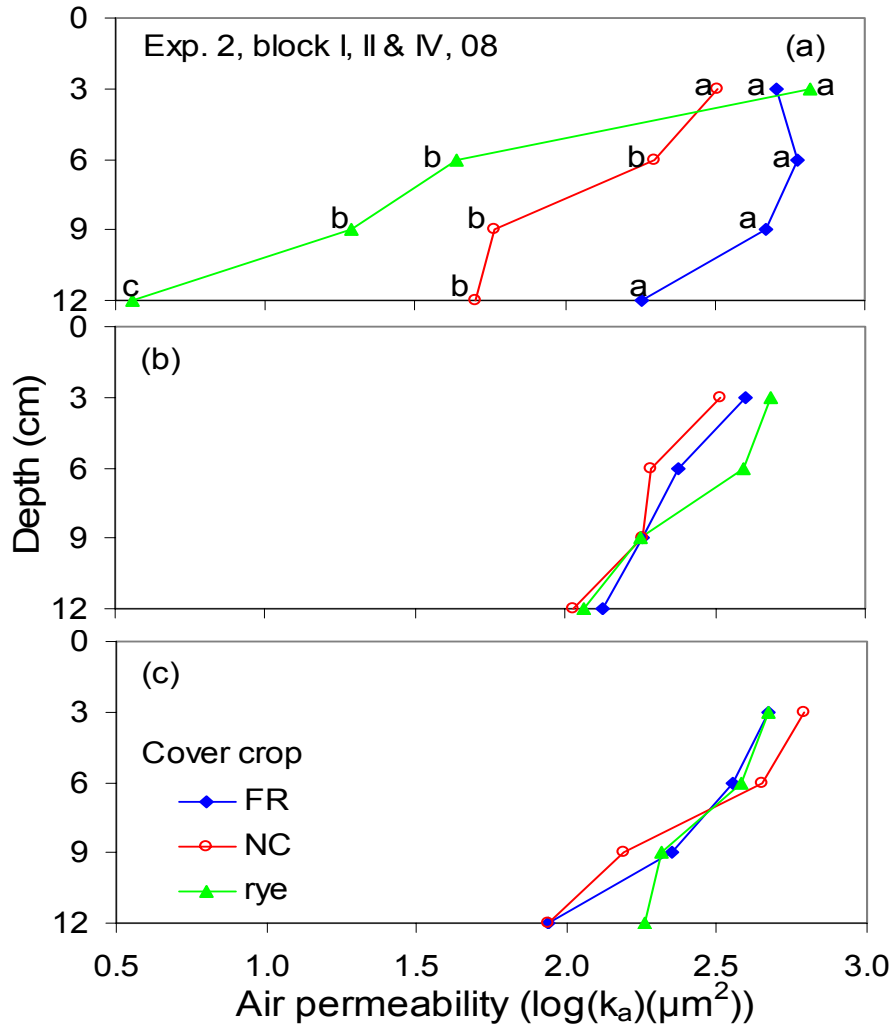 0
Exp. 2, block I, II & IV, 08
(a)
3
a
a
a
6
b
b
a
9
b
b
a
12
c
b
a
0
(b)
3
6
9
12
Depth (cm)
0
(c)
3
Cover crop
6
FR
NC
9
rye
12
0.5 1.0 1.5 2.0 2.5 3.0
Air permeability (log(kₐ)(µm²))